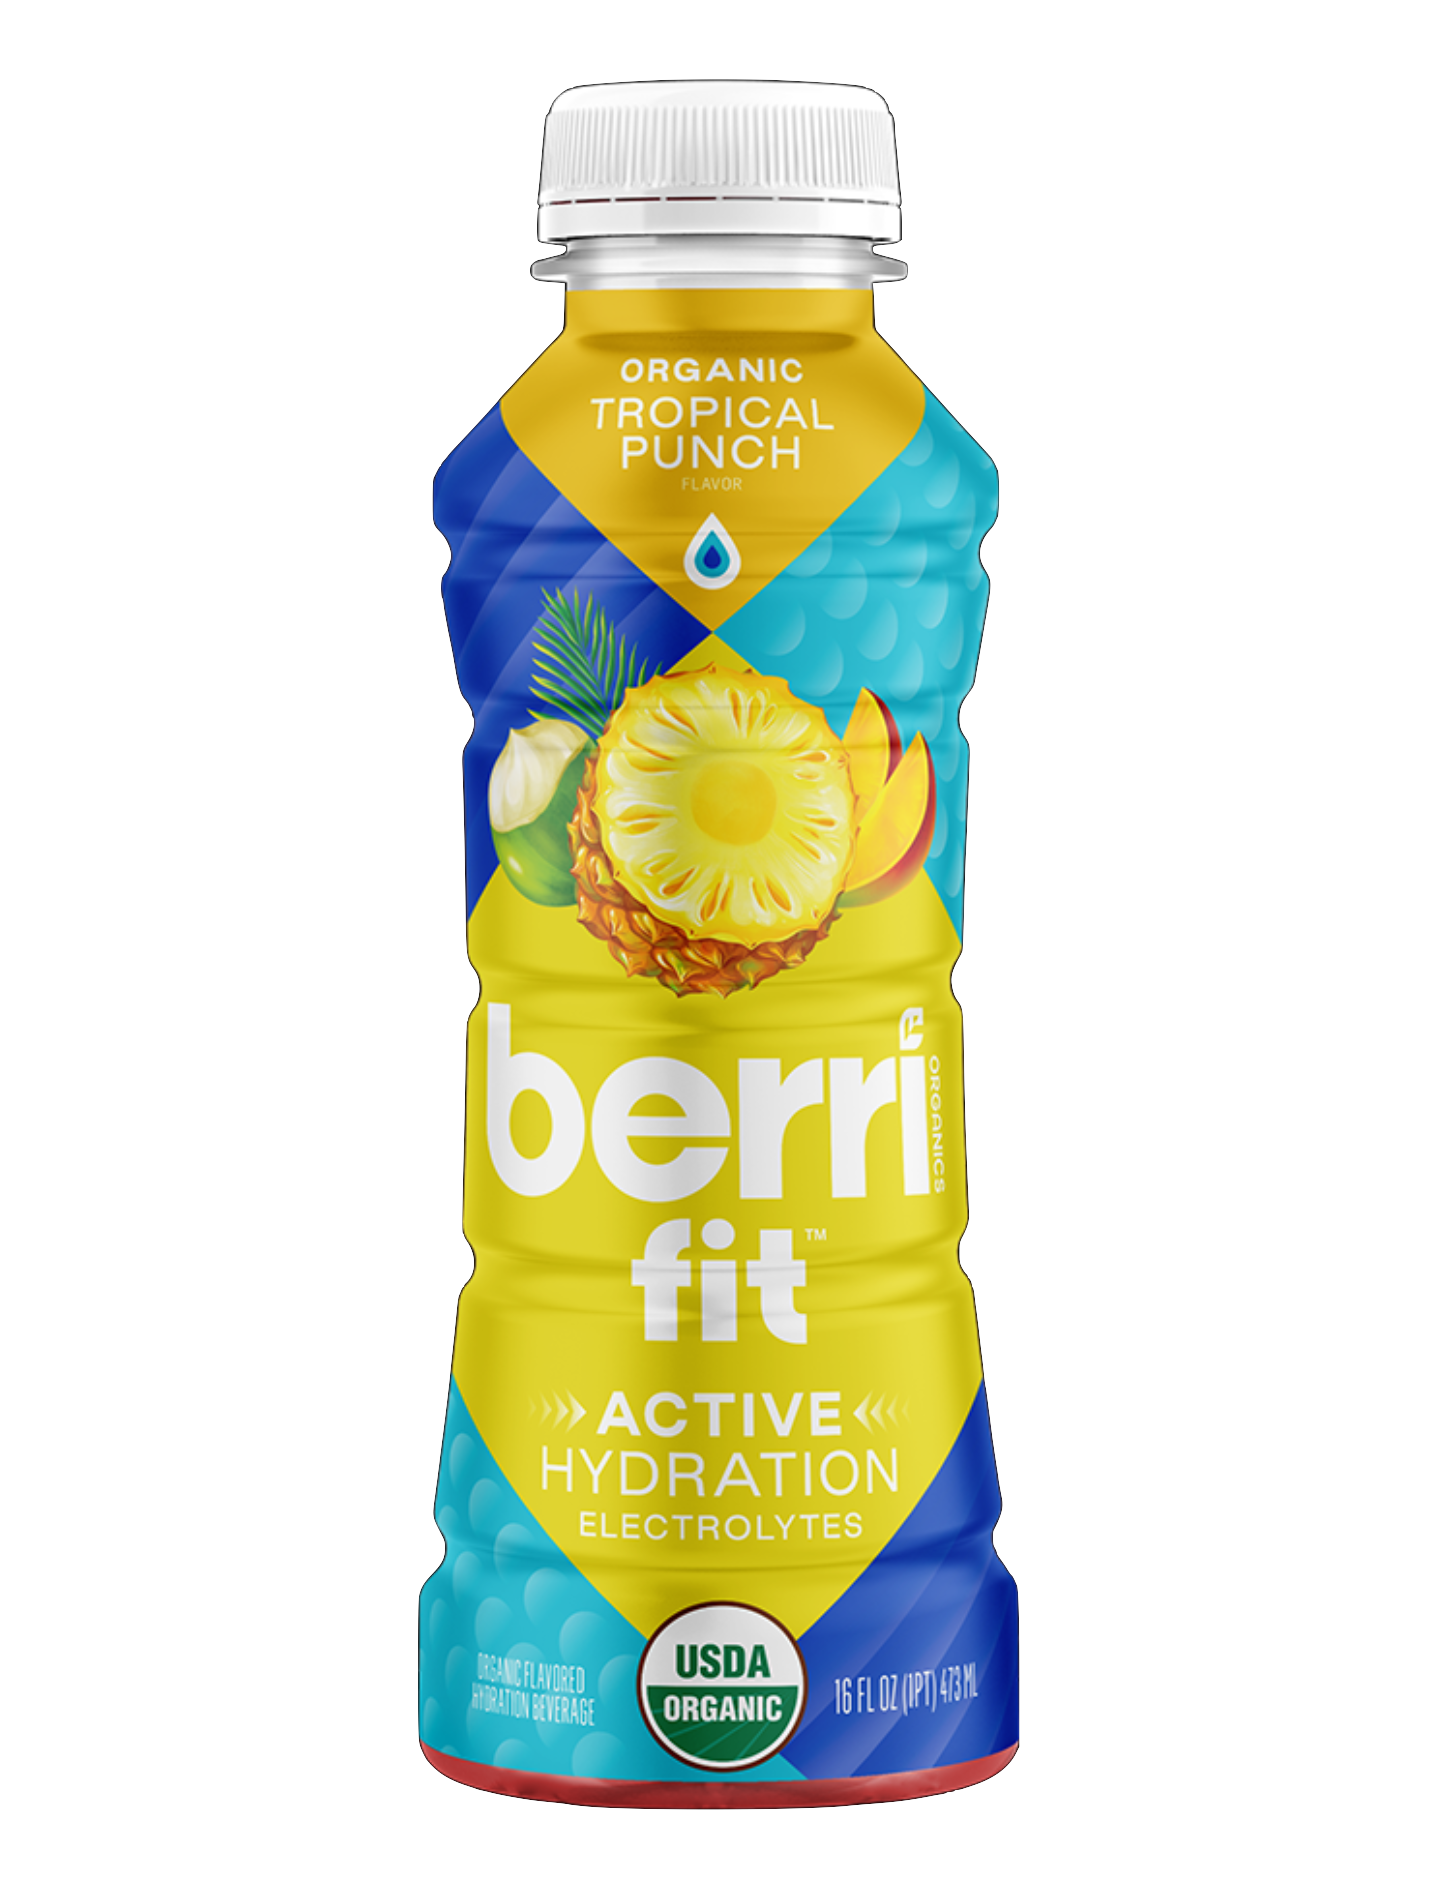 ORGANIC
TROPICAL
PUNCH
FLAVOR
berri
ORGANICS
fit™
ACTIVE
HYDRATION
ELECTROLYTES
ORGANIC FLAVORED
HYDRATION BEVERAGE
USDA
ORGANIC
16 FL OZ (1PT) 473 ML